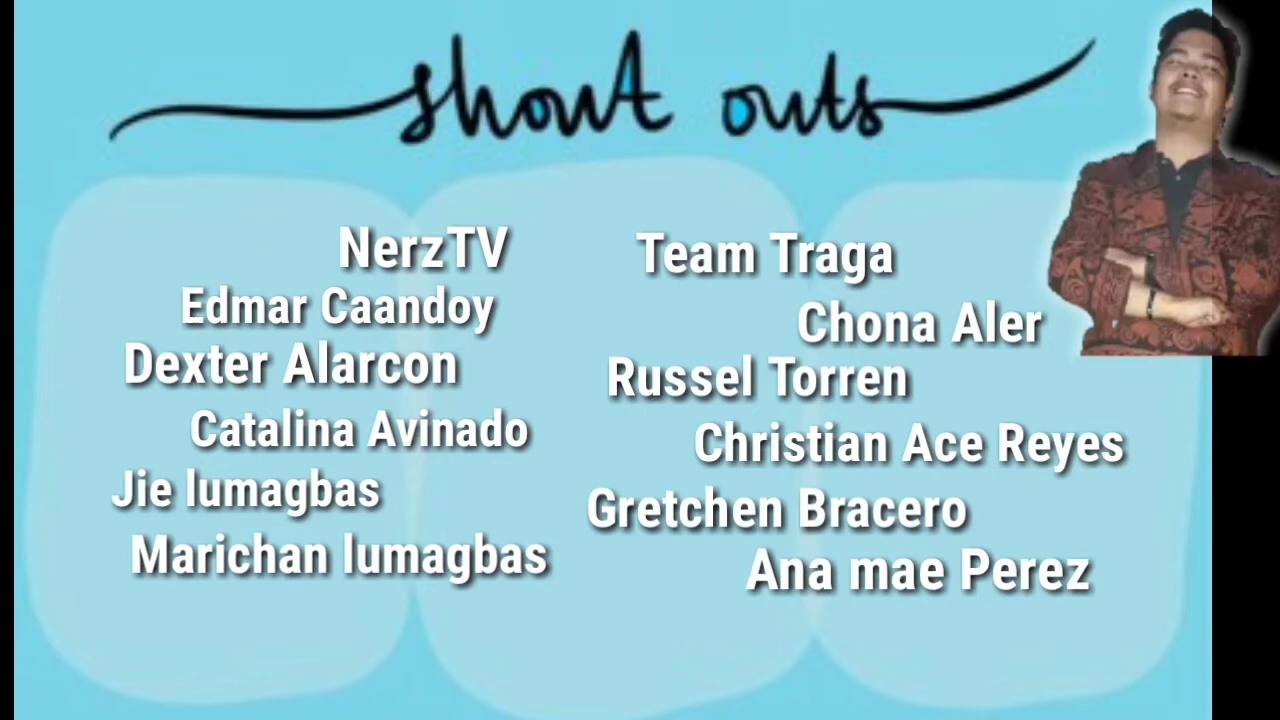 shout outs
NerzTV
Edmar Caandoy
Dexter Alarcon
Catalina Avinado
Jie lumagbas
Marichan lumagbas
Team Traga
Chona Aler
Russel Torren
Christian Ace Reyes
Gretchen Bracero
Ana mae Perez